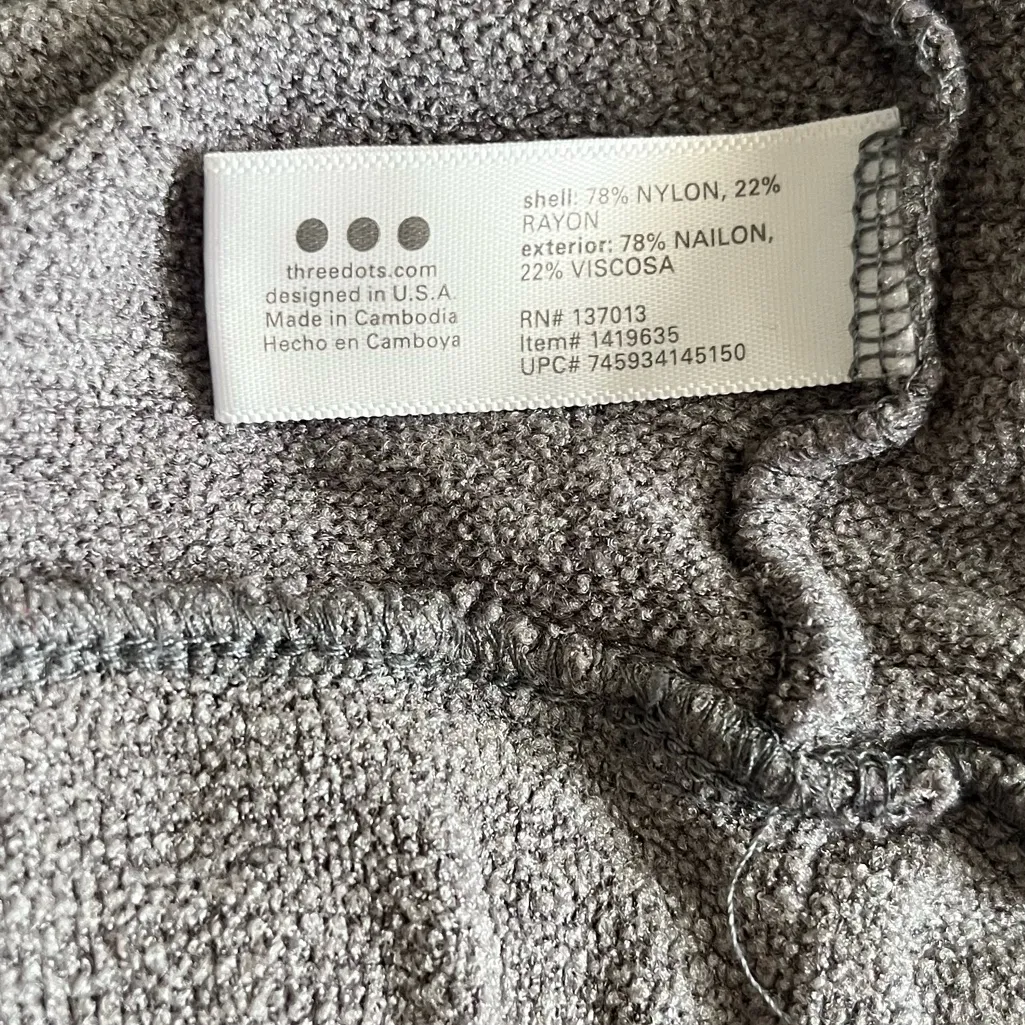 threedots.com
designed in U.S.A.
Made in Cambodia
Hecho en Camboya
shell: 78% NYLON, 22%
RAYON
exterior: 78% NAILON,
22% VISCOSA
RN# 137013
Item# 1419635
UPC# 745934145150